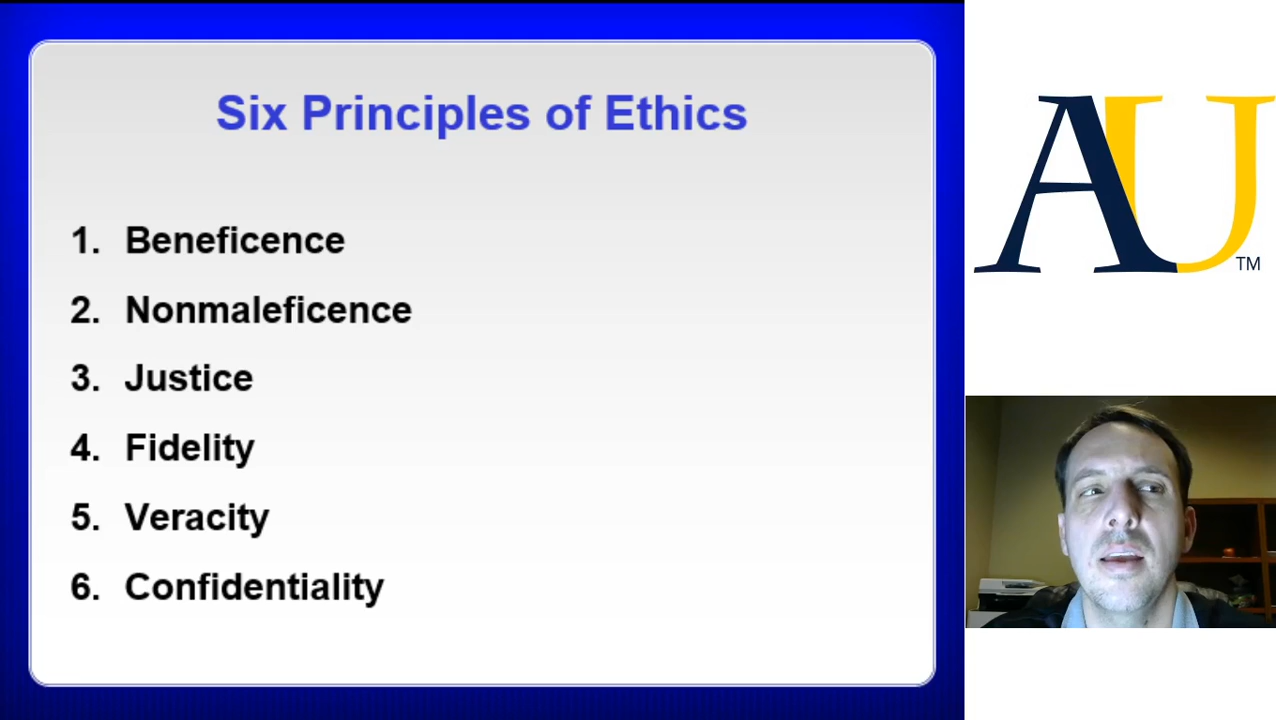 Six Principles of Ethics
1. Beneficence
2. Nonmaleficence
3. Justice
4. Fidelity
5. Veracity
6. Confidentiality
AU TM